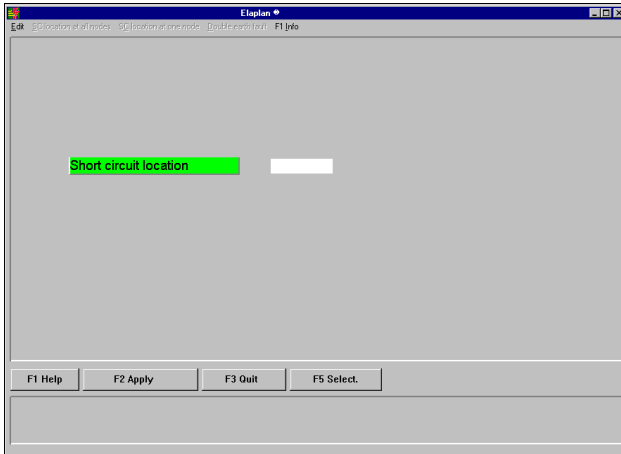 Elaplan
Edit SC location at all nodes SC location at one node Double earth fault F1 Info
Short circuit location
F1 Help F2 Apply F3 Quit F5 Select.